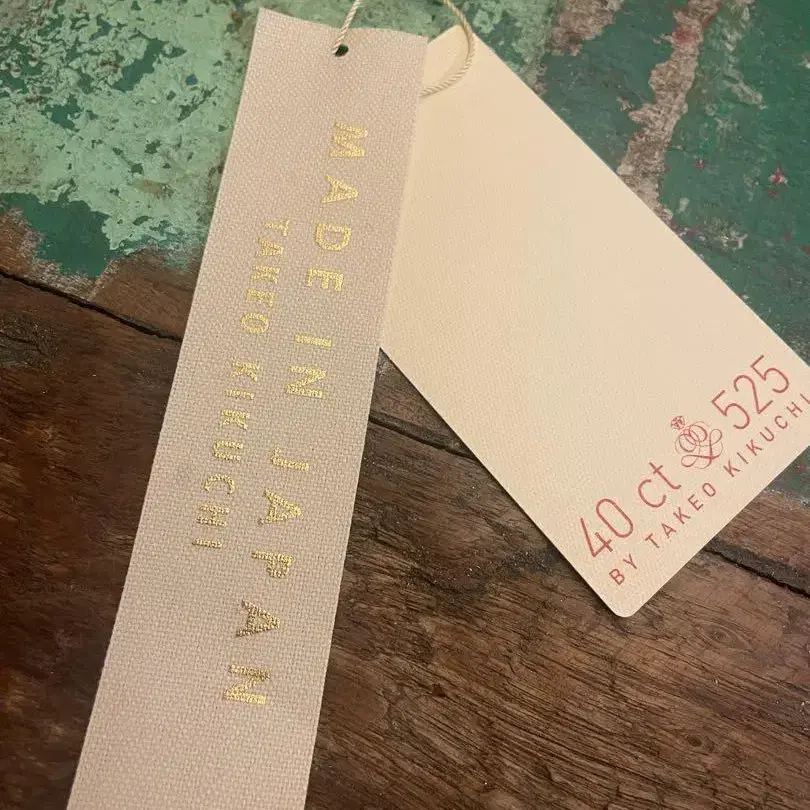 MADE IN JAPAN
TAKEO KIKUCHI
40 ct & 525
BY TAKEO KIKUCHI